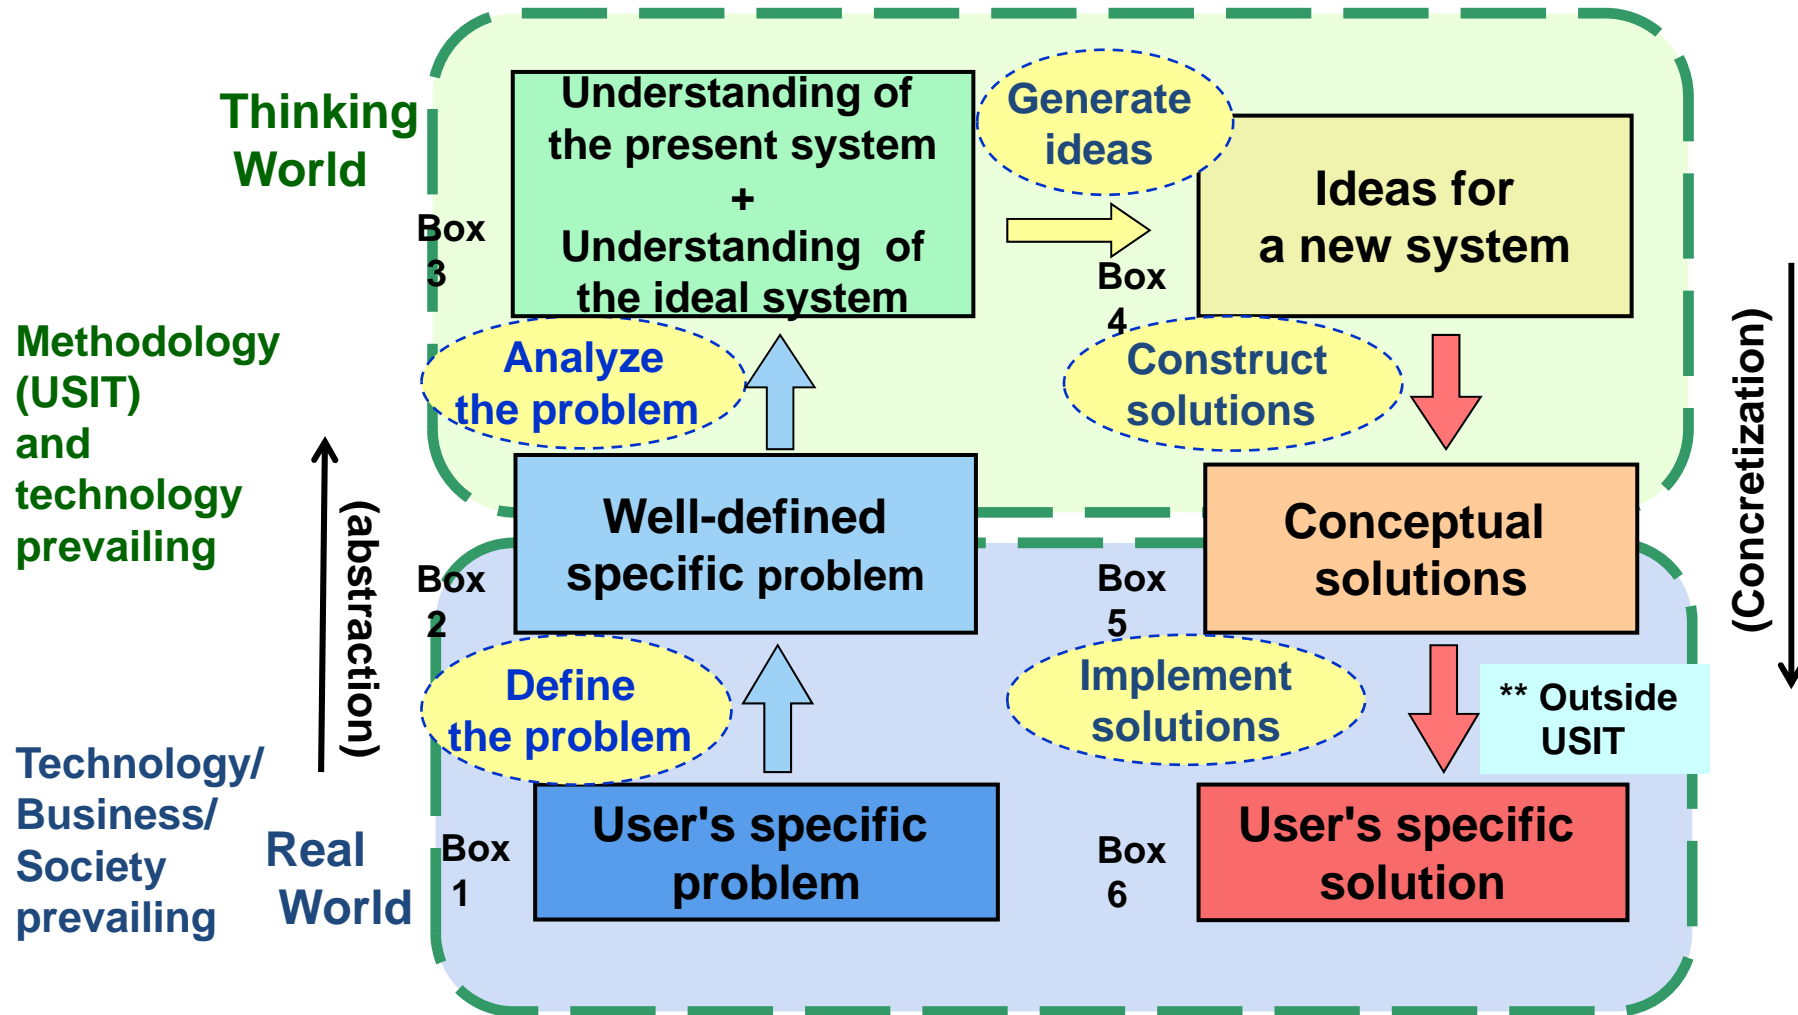 Thinking
World
Methodology
(USIT)
and
technology
prevailing
(abstraction)
Technology/
Business/
Society
prevailing
Real
World
Box
3
Understanding of
the present system
+
Understanding of
the ideal system
Generate
ideas
Box
4
Ideas for
a new system
Analyze
the problem
Construct
solutions
Box
2
Well-defined
specific problem
Box
5
Conceptual
solutions
Define
the problem
Implement
solutions
** Outside
USIT
Box
1
User's specific
problem
Box
6
User's specific
solution
(Concretization)